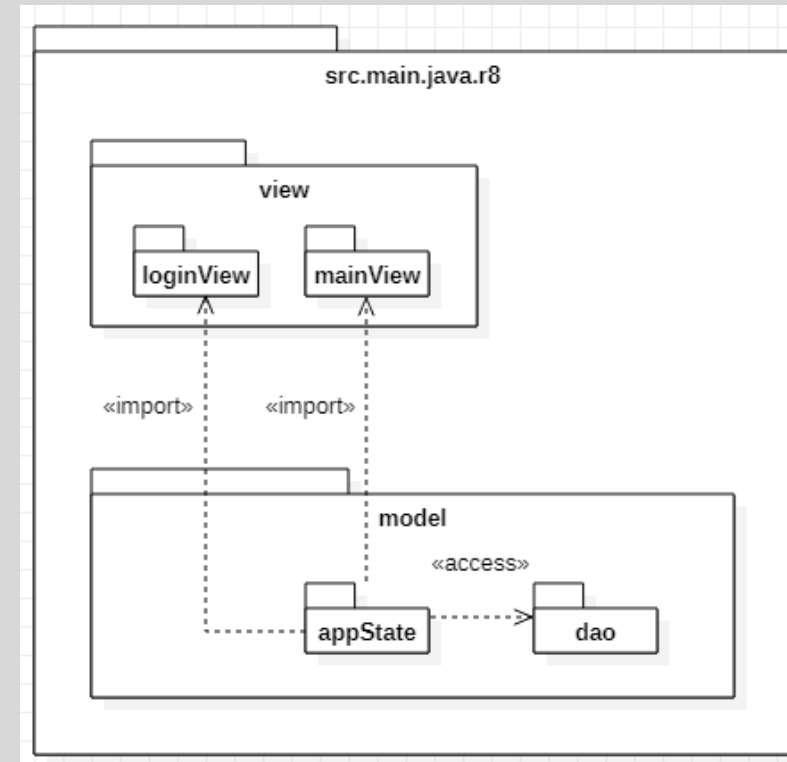 src.main.java.r8
view
loginView
mainView
«import»
«import»
model
«access»
appState
dao